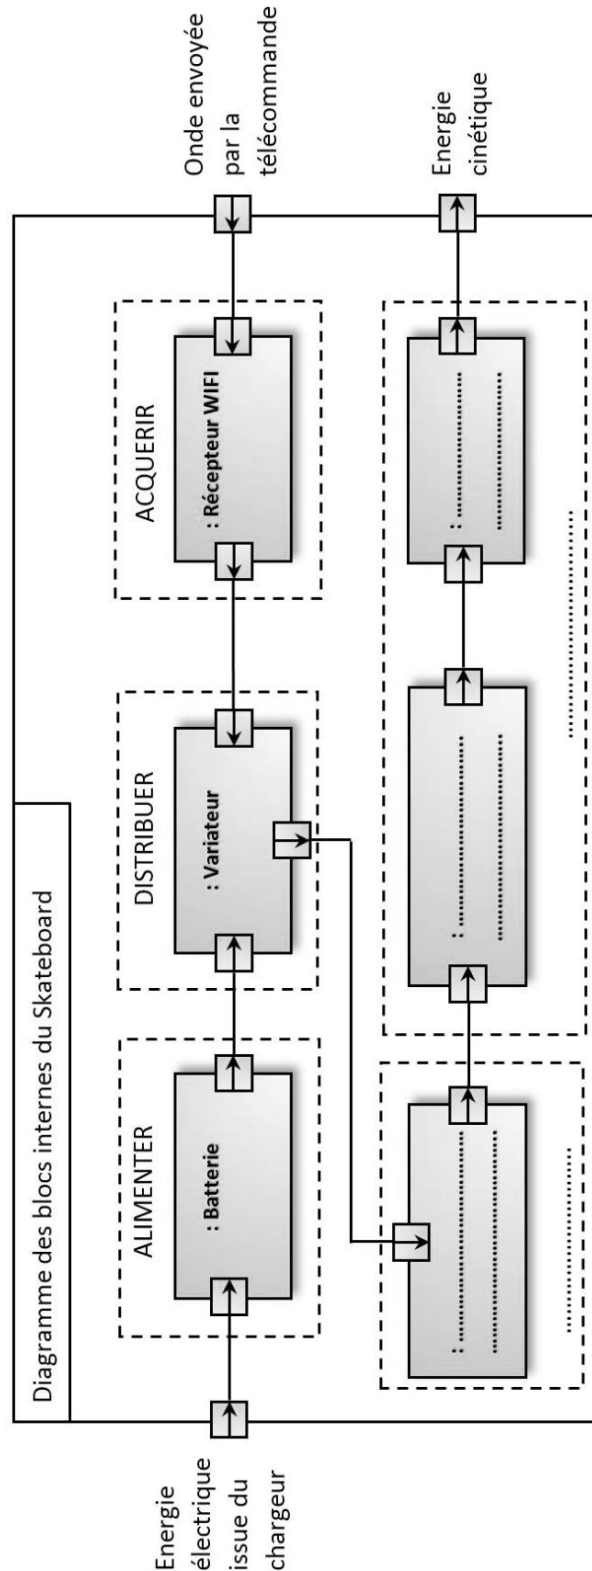 Diagramme des blocs internes du Skateboard
Energie
électrique
issue du
chargeur
ALIMENTER
: Batterie
DISTRIBUER
: Variateur
ACQUERIR
: Récepteur WIFI
Onde envoyée
par la
télécommande
: ........................................
........................................
........................................
: ........................................
........................................
: ........................................
........................................
........................................
Energie
cinétique